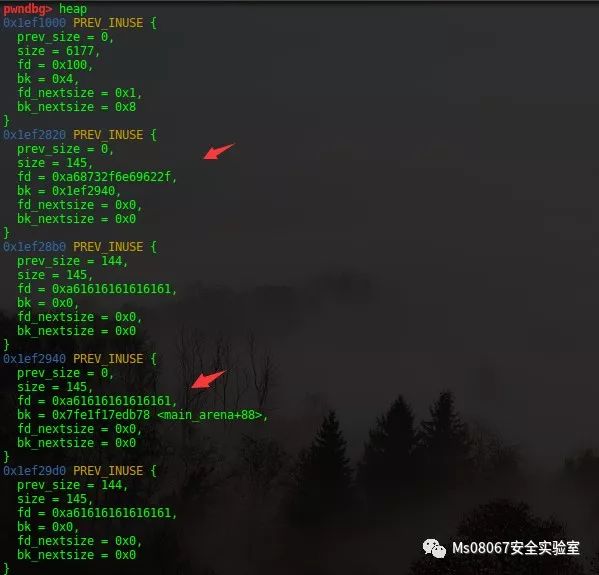 pwndbg> heap
0x1ef1000 PREV_INUSE {
  prev_size = 0,
  size = 6177,
  fd = 0x100,
  bk = 0x4,
  fd_nextsize = 0x1,
  bk_nextsize = 0x8
}
0x1ef2820 PREV_INUSE {
  prev_size = 0,
  size = 145,
  fd = 0xa68732f6e69622f,
  bk = 0x1ef2940,
  fd_nextsize = 0x0,
  bk_nextsize = 0x0
}
0x1ef28b0 PREV_INUSE {
  prev_size = 144,
  size = 145,
  fd = 0xa61616161616161,
  bk = 0x0,
  fd_nextsize = 0x0,
  bk_nextsize = 0x0
}
0x1ef2940 PREV_INUSE {
  prev_size = 0,
  size = 145,
  fd = 0xa61616161616161,
  bk = 0x7fe1f17edb78 <main_arena+88>,
  fd_nextsize = 0x0,
  bk_nextsize = 0x0
}
0x1ef29d0 PREV_INUSE {
  prev_size = 144,
  size = 145,
  fd = 0xa61616161616161,
  bk = 0x0,
  fd_nextsize = 0x0,
  bk_nextsize = 0x0
}
Ms08067安全实验室